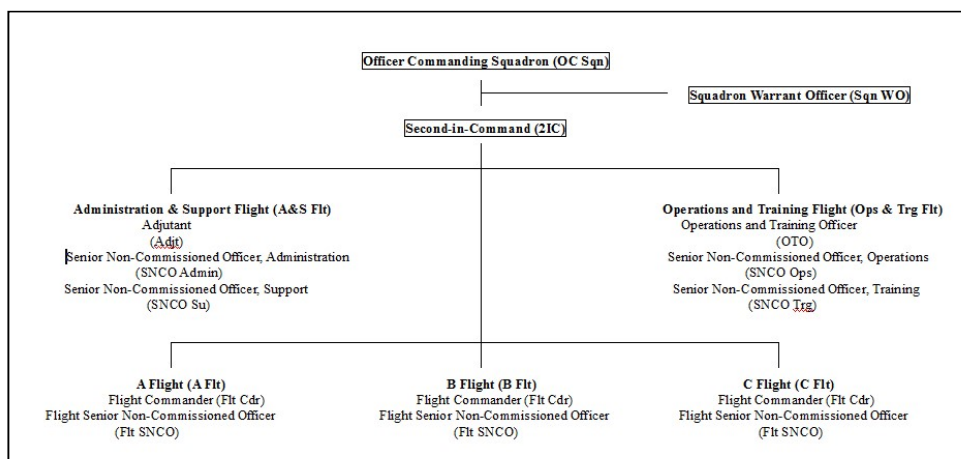 Officer Commanding Squadron (OC Sqn)
Squadron Warrant Officer (Sqn WO)
Second-in-Command (2IC)
Administration & Support Flight (A&S Flt)
Adjutant
(Adjt)
Senior Non-Commissioned Officer, Administration
(SNCO Admin)
Senior Non-Commissioned Officer, Support
(SNCO Su)
Operations and Training Flight (Ops & Trg Flt)
Operations and Training Officer
(OTO)
Senior Non-Commissioned Officer, Operations
(SNCO Ops)
Senior Non-Commissioned Officer, Training
(SNCO Trg)
A Flight (A Flt)
Flight Commander (Flt Cdr)
Flight Senior Non-Commissioned Officer
(Flt SNCO)
B Flight (B Flt)
Flight Commander (Flt Cdr)
Flight Senior Non-Commissioned Officer
(Flt SNCO)
C Flight (C Flt)
Flight Commander (Flt Cdr)
Flight Senior Non-Commissioned Officer
(Flt SNCO)